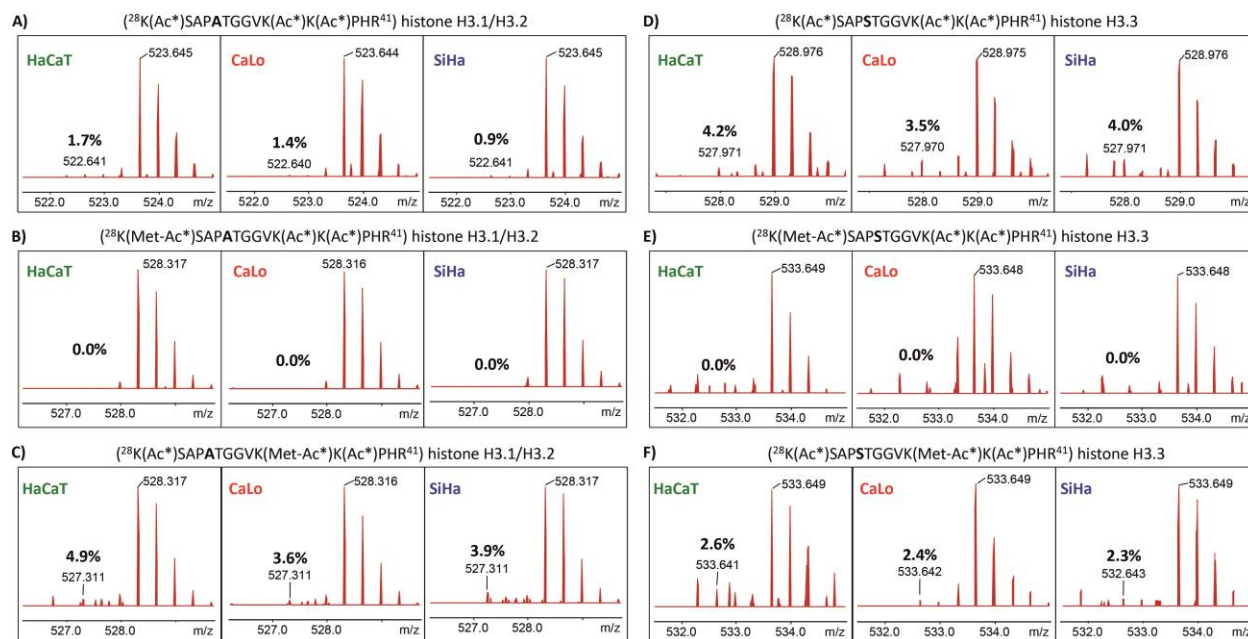 A) (²⁸K(Ac*)SAPATGGVK(Ac*)K(Ac*)PHR⁴¹) histone H3.1/H3.2
HaCaT
523.645
1.7%
522.641
522.0 523.0 524.0 m/z
CaLo
523.644
1.4%
522.640
522.0 523.0 524.0 m/z
SiHa
523.645
0.9%
522.641
522.0 523.0 524.0 m/z
D) (²⁸K(Ac*)SAPSTGGVK(Ac*)K(Ac*)PHR⁴¹) histone H3.3
HaCaT
528.976
4.2%
527.971
528.0 529.0 m/z
CaLo
528.975
3.5%
527.970
528.0 529.0 m/z
SiHa
528.976
4.0%
527.971
528.0 529.0 m/z
B) (²⁸K(Met-Ac*)SAPATGGVK(Ac*)K(Ac*)PHR⁴¹) histone H3.1/H3.2
HaCaT
528.317
0.0%
527.0 528.0 m/z
CaLo
528.316
0.0%
527.0 528.0 m/z
SiHa
528.317
0.0%
527.0 528.0 m/z
E) (²⁸K(Met-Ac*)SAPSTGGVK(Ac*)K(Ac*)PHR⁴¹) histone H3.3
HaCaT
533.649
0.0%
532.0 533.0 534.0 m/z
CaLo
533.648
0.0%
532.0 533.0 534.0 m/z
SiHa
533.648
0.0%
532.0 533.0 534.0 m/z
C) (²⁸K(Ac*)SAPATGGVK(Met-Ac*)K(Ac*)PHR⁴¹) histone H3.1/H3.2
HaCaT
528.317
4.9%
527.311
527.0 528.0 m/z
CaLo
528.316
3.6%
527.311
527.0 528.0 m/z
SiHa
528.317
3.9%
527.311
527.0 528.0 m/z
F) (²⁸K(Ac*)SAPSTGGVK(Met-Ac*)K(Ac*)PHR⁴¹) histone H3.3
HaCaT
533.649
2.6%
533.641
532.0 533.0 534.0 m/z
CaLo
533.649
2.4%
533.642
532.0 533.0 534.0 m/z
SiHa
533.649
2.3%
532.643
532.0 533.0 534.0 m/z